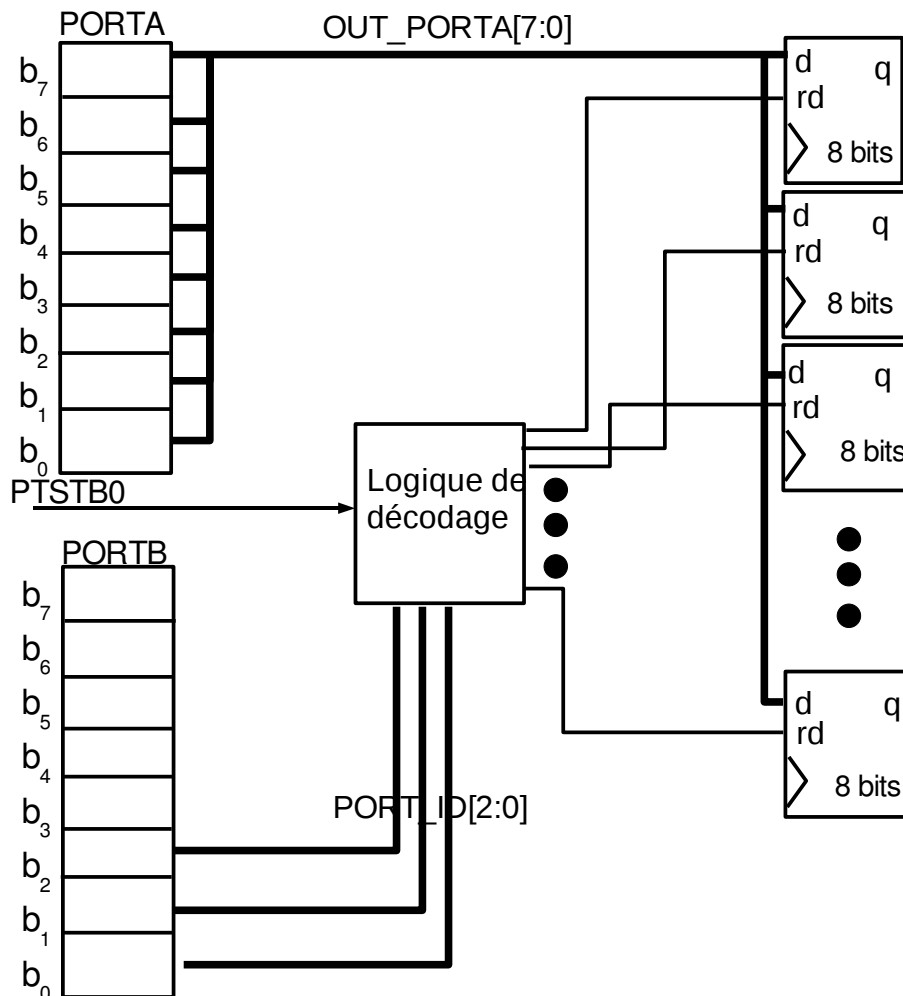 PORTA
OUT_PORTA[7:0]
b7
b6
b5
b4
b3
b2
b1
b0
d q
rd
8 bits
d q
rd
8 bits
d q
rd
8 bits
PTSTB0
Logique de
décodage
PORTB
b7
b6
b5
b4
b3
b2
b1
b0
PORT_ID[2:0]
d q
rd
8 bits